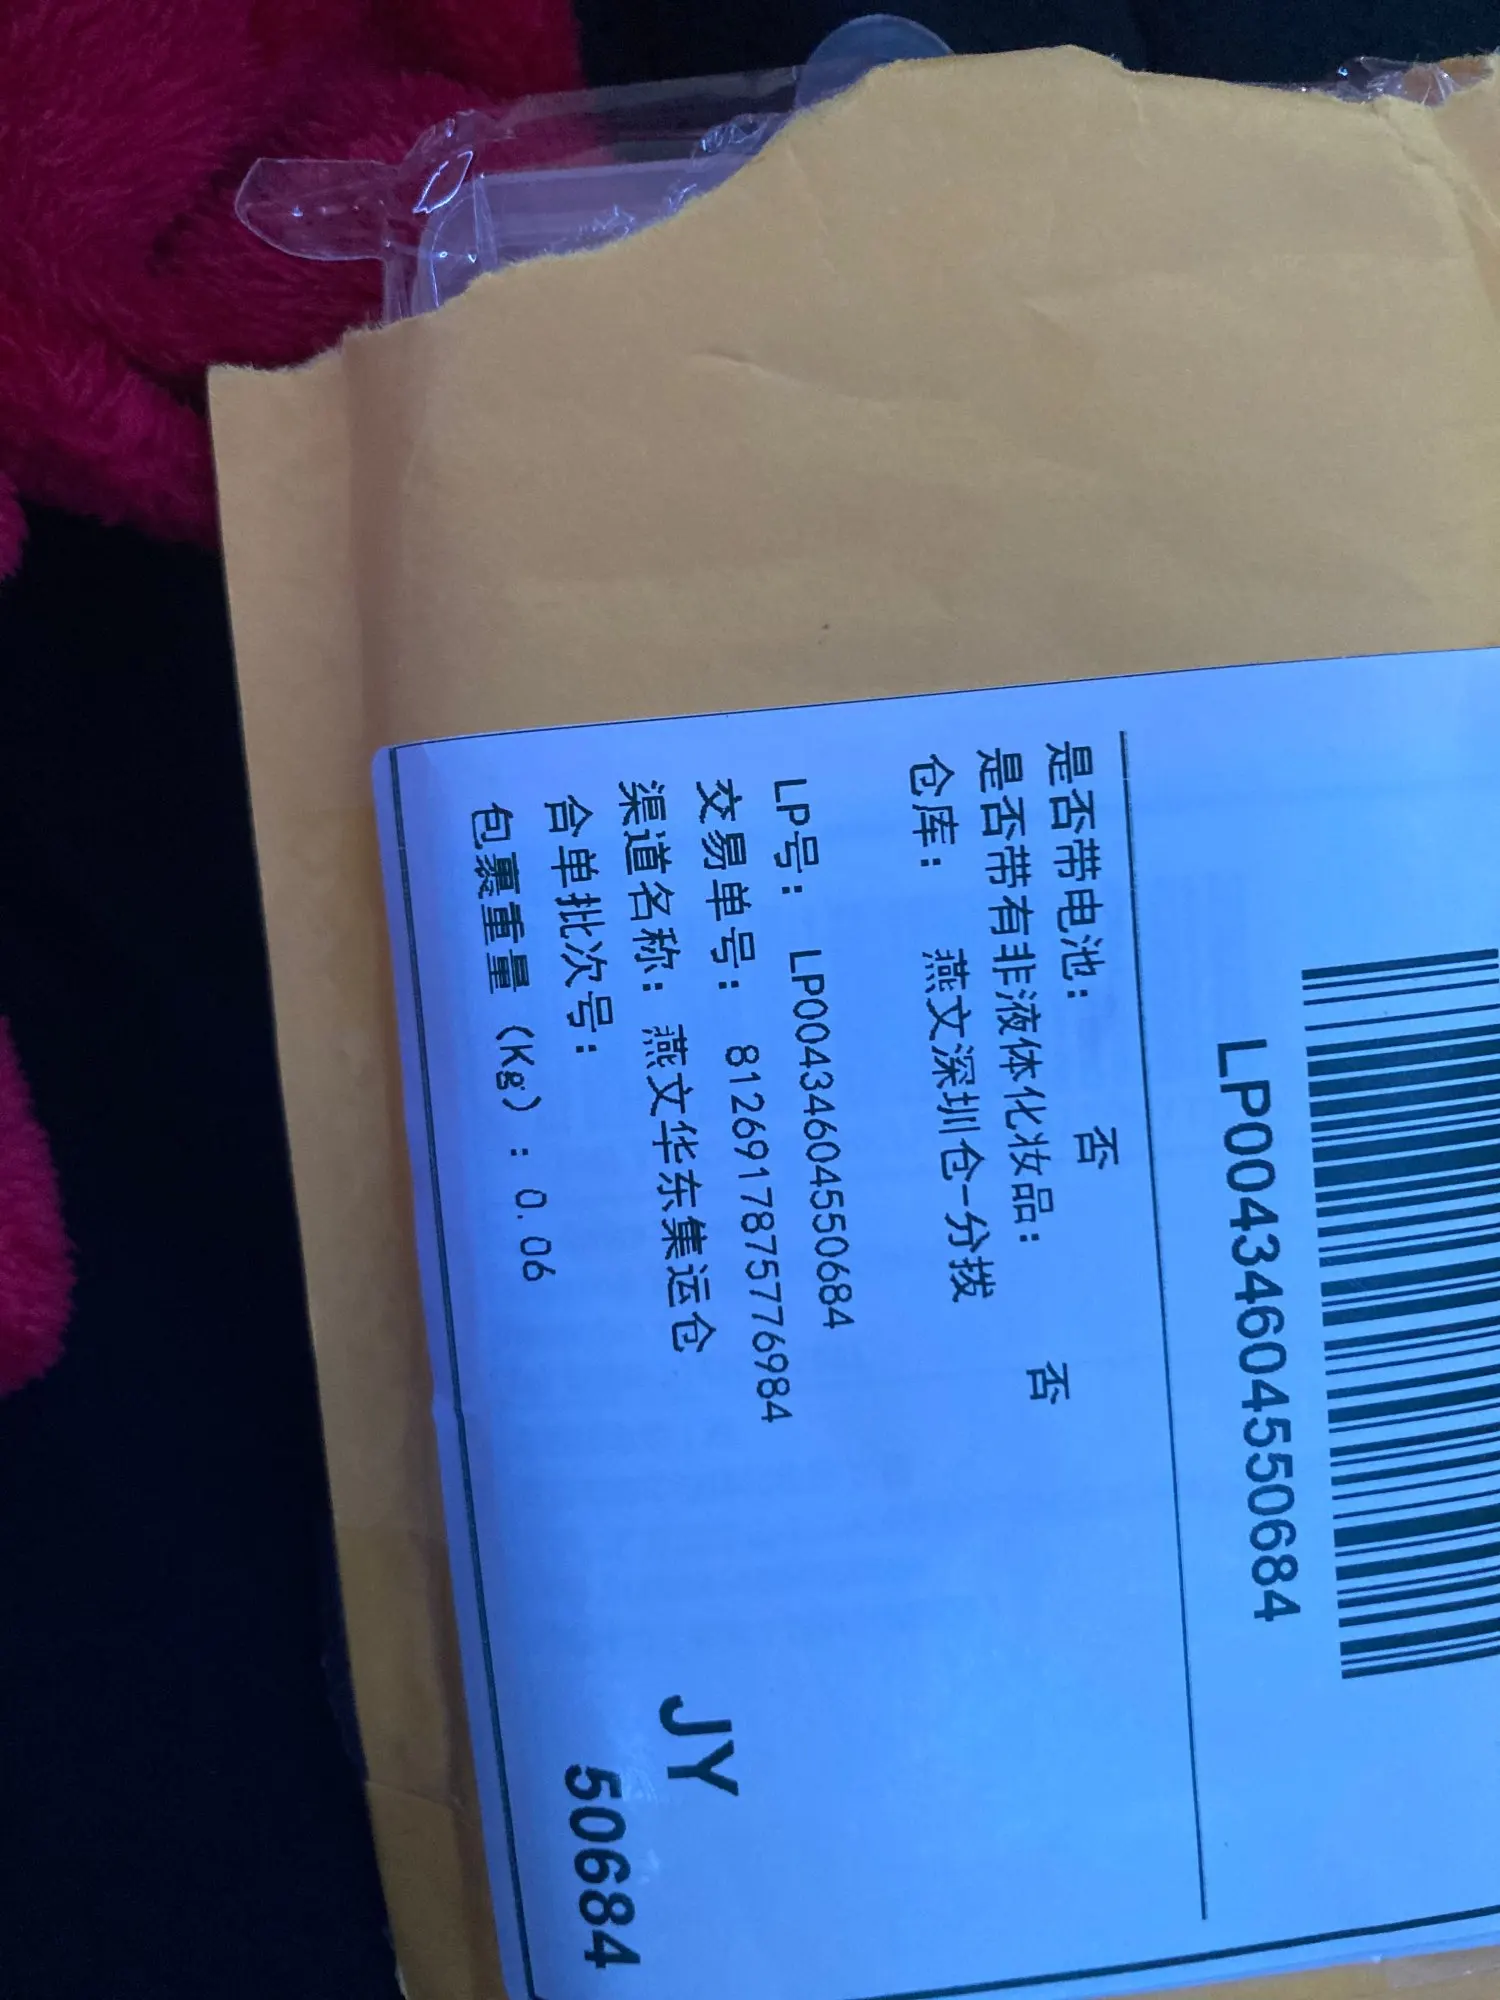 LP00434604550684
是否带电池： 否
是否带有非液体化妆品： 否
仓库： 燕文深圳仓-分拨
LP号： LP00434604550684
交易单号： 8126917875776984
渠道名称： 燕文华东集运仓
合单批次号：
包裹重量（Kg）: 0.06
JY
50684